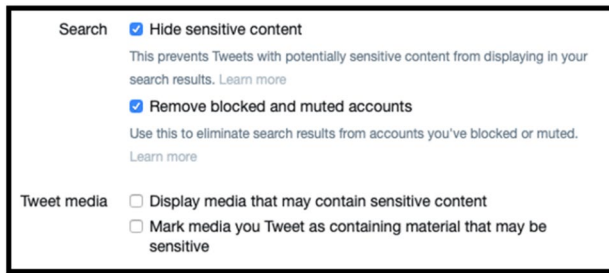 Search Hide sensitive content
This prevents Tweets with potentially sensitive content from displaying in your
search results. Learn more
Remove blocked and muted accounts
Use this to eliminate search results from accounts you've blocked or muted.
Learn more
Tweet media Display media that may contain sensitive content
Mark media you Tweet as containing material that may be
sensitive